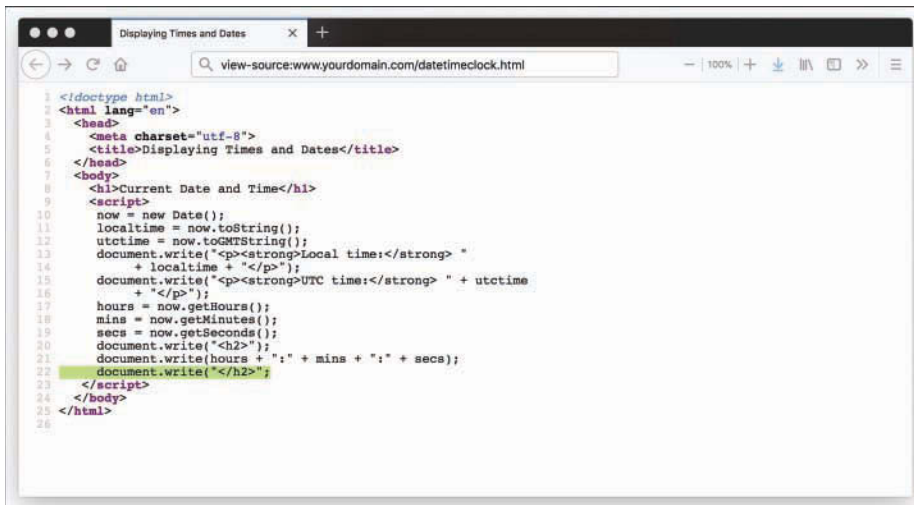 Displaying Times and Dates
view-source:www.yourdomain.com/datetimeclock.html
100%
1 <!doctype html>
2 <html lang="en">
3 <head>
4 <meta charset="utf-8">
5 <title>Displaying Times and Dates</title>
6 </head>
7 <body>
8 <h1>Current Date and Time</h1>
9 <script>
10 now = new Date();
11 localtime = now.toString();
12 utctime = now.toGMTString();
13 document.write("<p><strong>Local time:</strong> "
14 + localtime + "</p>");
15 document.write("<p><strong>UTC time:</strong> " + utctime
16 + "</p>");
17 hours = now.getHours();
18 mins = now.getMinutes();
19 secs = now.getSeconds();
20 document.write("<h2>");
21 document.write(hours + ":" + mins + ":" + secs);
22 document.write("</h2>";
23 </script>
24 </body>
25 </html>
26